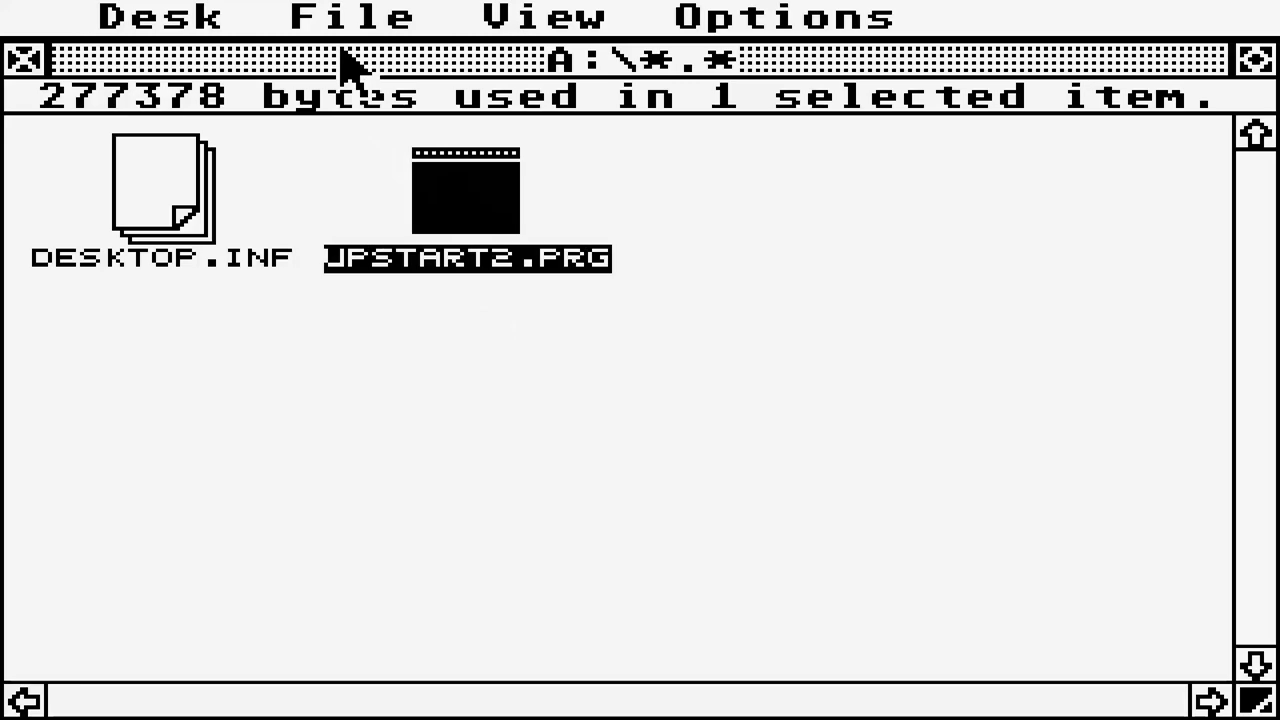 Desk File View Options
A:\*.*
277378 bytes used in 1 selected item.
DESKTOP.INF UPSTART2.PRG